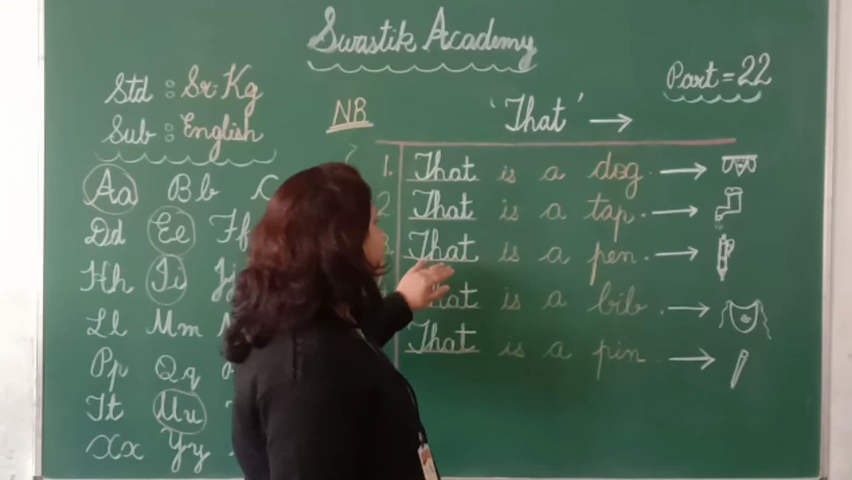 Swastik Academy
Part = 22
Std : Sr. Kg
Sub : English
NB
'That' →
Aa Bb C
Dd Ee Ff
Hh Ii Jj
Ll Mm
Pp Qq
Tt Uu
Xx Yy
1. That is a dog. →
2 That is a tap. →
That is a pen. →
hat is a bib. →
That is a pin. →